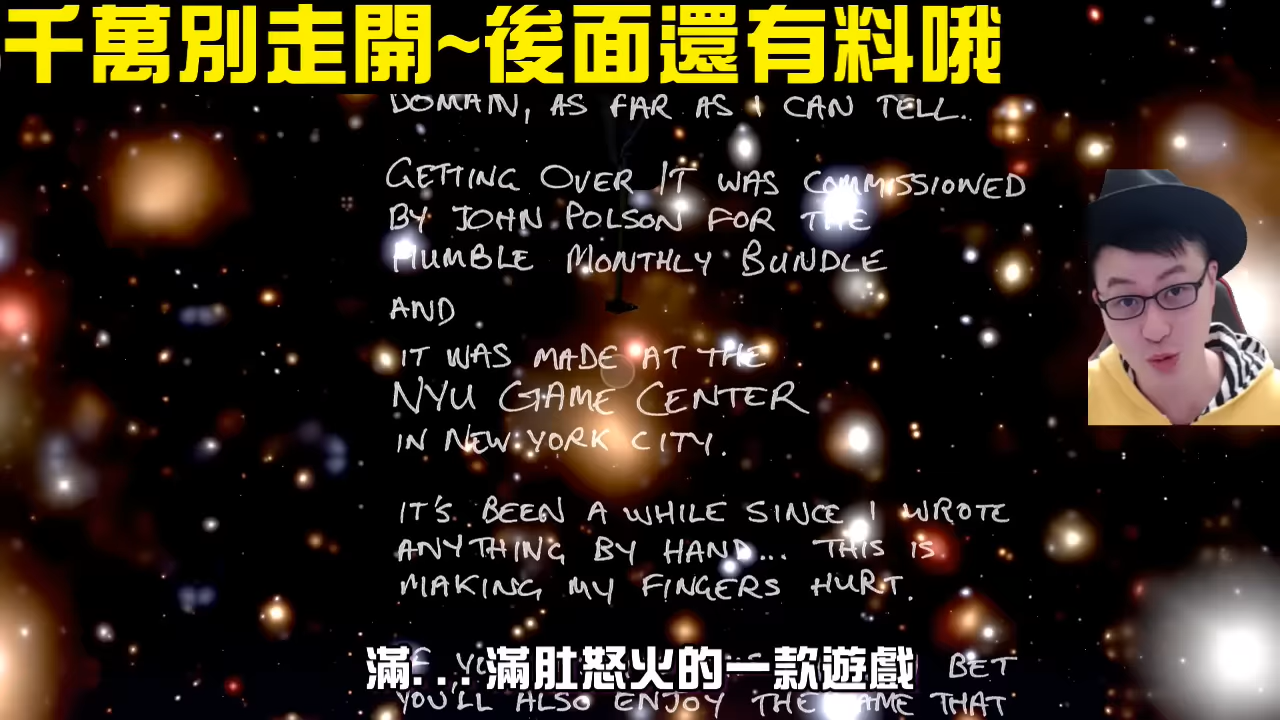 千萬別走開~後面還有料哦
DOMAIN, AS FAR AS I CAN TELL.
GETTING OVER IT WAS COMMISSIONED
BY JOHN POLSON FOR THE
HUMBLE MONTHLY BUNDLE
AND
IT WAS MADE AT THE
NYU GAME CENTER
IN NEW YORK CITY.
IT'S BEEN A WHILE SINCE I WROTE
ANYTHING BY HAND... THIS IS
MAKING MY FINGERS HURT.
滿...滿肚怒火的一款遊戲
BET
YOU'LL ALSO ENJOY THE GAME THAT